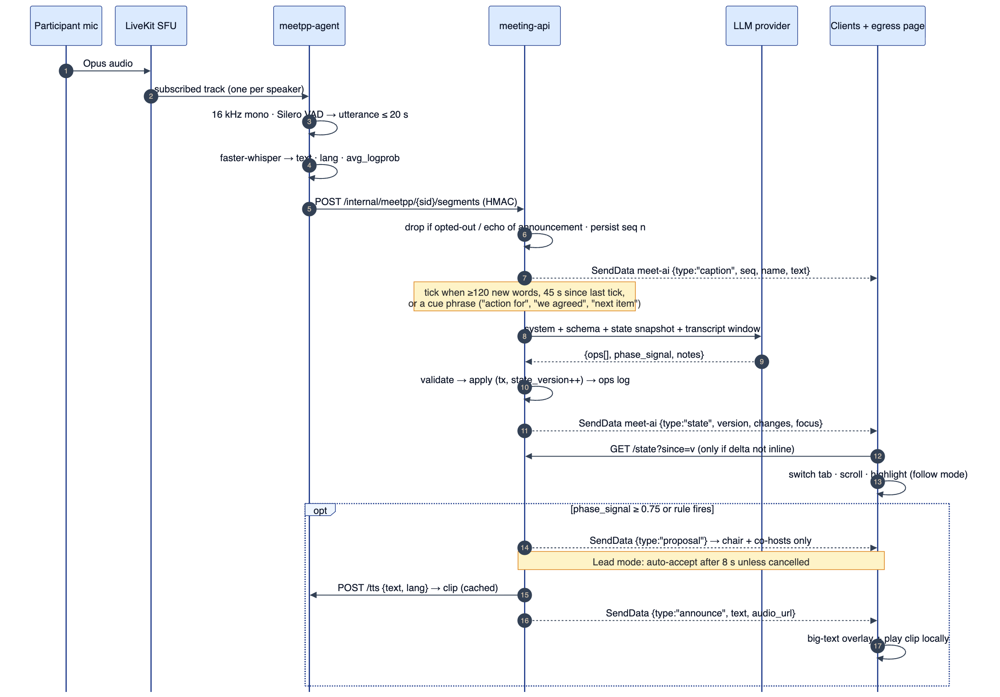 Participant mic
LiveKit SFU
meetpp-agent
meeting-api
LLM provider
Clients + egress page
Opus audio
1
subscribed track (one per speaker)
2
16 kHz mono · Silero VAD → utterance ≤ 20 s
3
faster-whisper → text · lang · avg_logprob
4
POST /internal/meetpp/{sid}/segments (HMAC)
5
drop if opted-out / echo of announcement · persist seq n
6
SendData meet-ai {type:"caption", seq, name, text}
7
tick when ≥120 new words, 45 s since last tick,
or a cue phrase ("action for", "we agreed", "next item")
system + schema + state snapshot + transcript window
8
{ops[], phase_signal, notes}
9
validate → apply (tx, state_version++) → ops log
10
SendData meet-ai {type:"state", version, changes, focus}
11
GET /state?since=v (only if delta not inline)
12
switch tab · scroll · highlight (follow mode)
13
opt
[phase_signal ≥ 0.75 or rule fires]
SendData {type:"proposal"} → chair + co-hosts only
14
Lead mode: auto-accept after 8 s unless cancelled
POST /tts {text, lang} → clip (cached)
15
SendData {type:"announce", text, audio_url}
16
big-text overlay + play clip locally
17